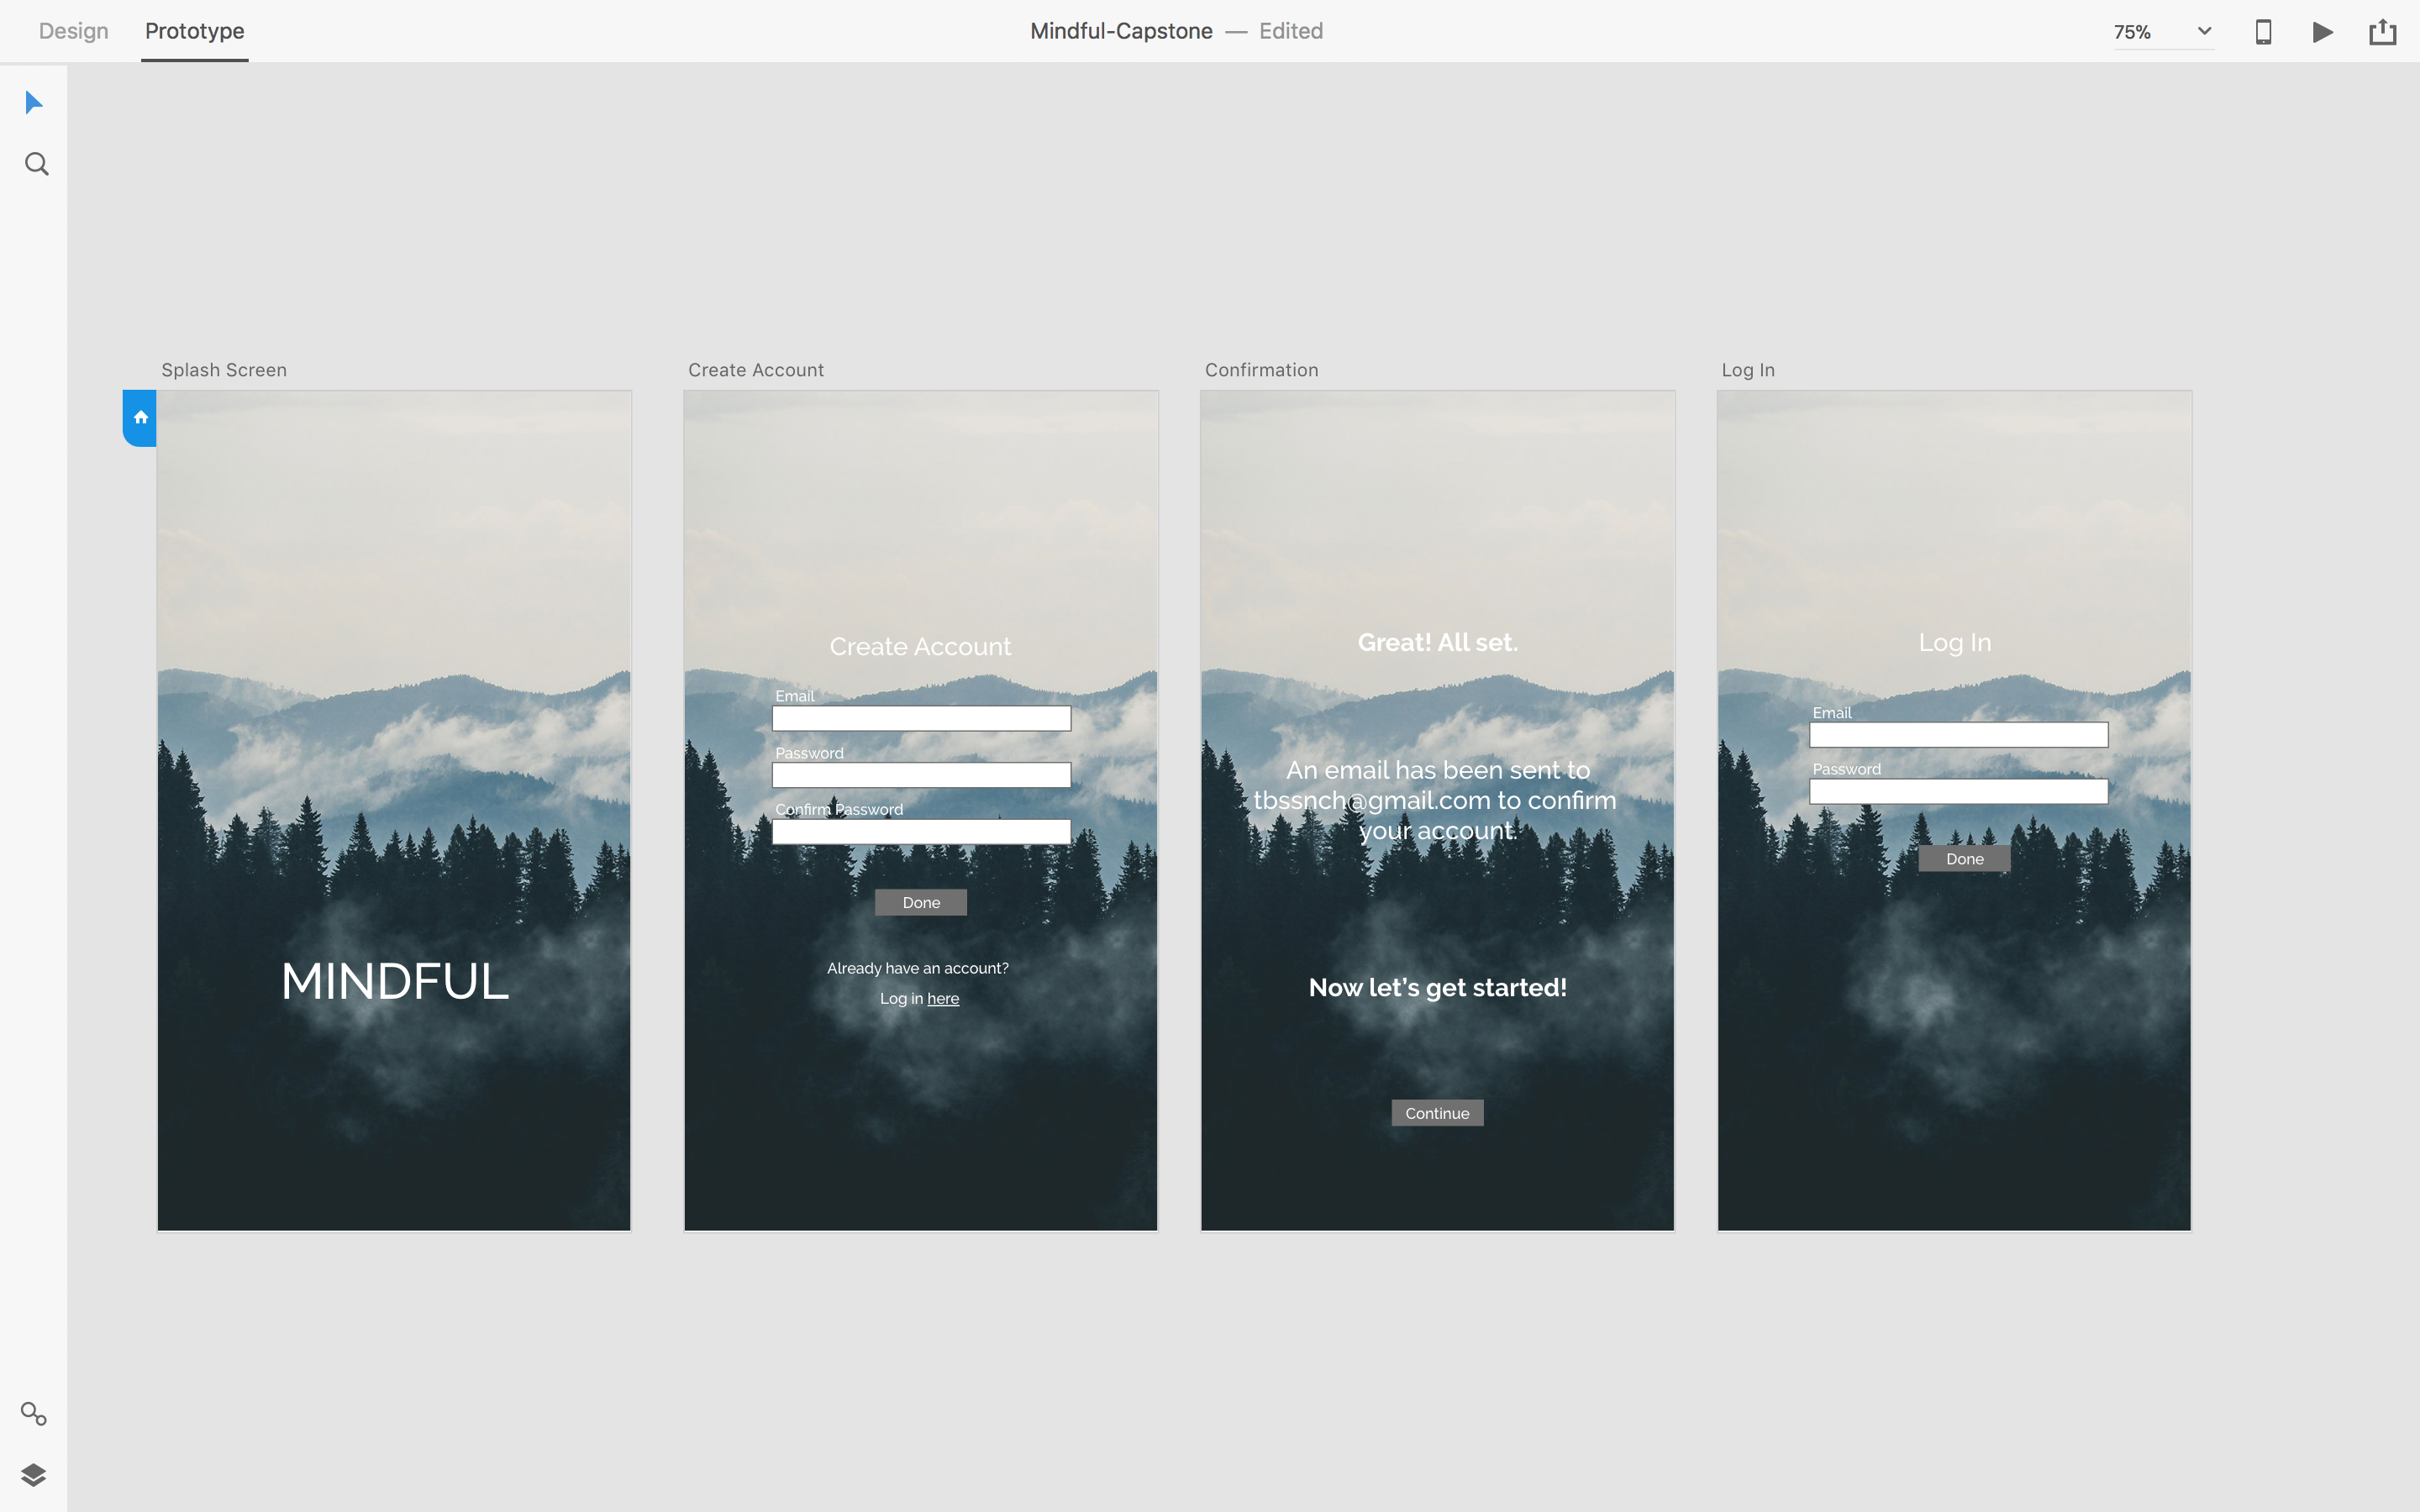 Design
Prototype
Mindful-Capstone — Edited
75%
Splash Screen
MINDFUL
Create Account
Create Account
Email
Password
Confirm Password
Done
Already have an account?
Log in here
Confirmation
Great! All set.
An email has been sent to
tbssnch@gmail.com to confirm
your account.
Now let’s get started!
Continue
Log In
Log In
Email
Password
Done